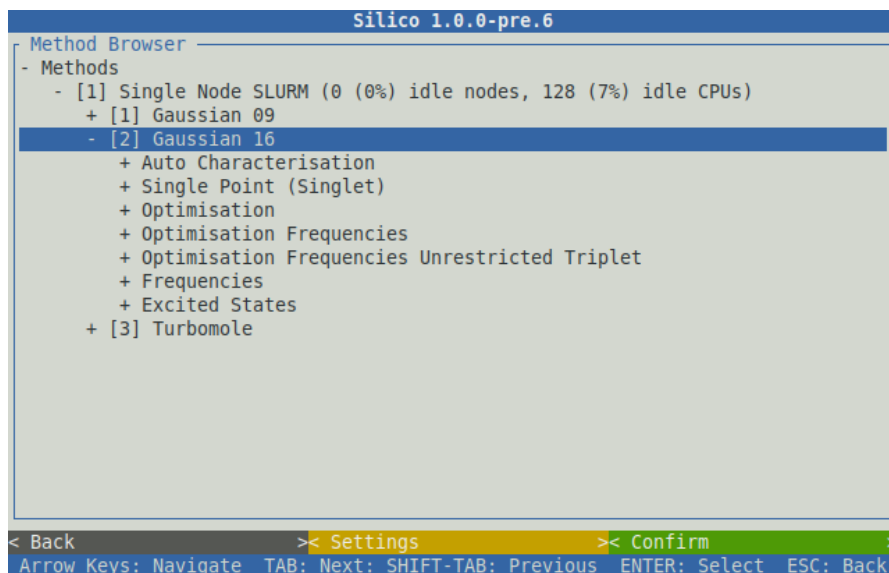 Silico 1.0.0-pre.6
Method Browser
- Methods
- [1] Single Node SLURM (0 (0%) idle nodes, 128 (7%) idle CPUs)
+ [1] Gaussian 09
- [2] Gaussian 16
+ Auto Characterisation
+ Single Point (Singlet)
+ Optimisation
+ Optimisation Frequencies
+ Optimisation Frequencies Unrestricted Triplet
+ Frequencies
+ Excited States
+ [3] Turbomole
< Back >< Settings >< Confirm >
Arrow Keys: Navigate TAB: Next: SHIFT-TAB: Previous ENTER: Select ESC: Back